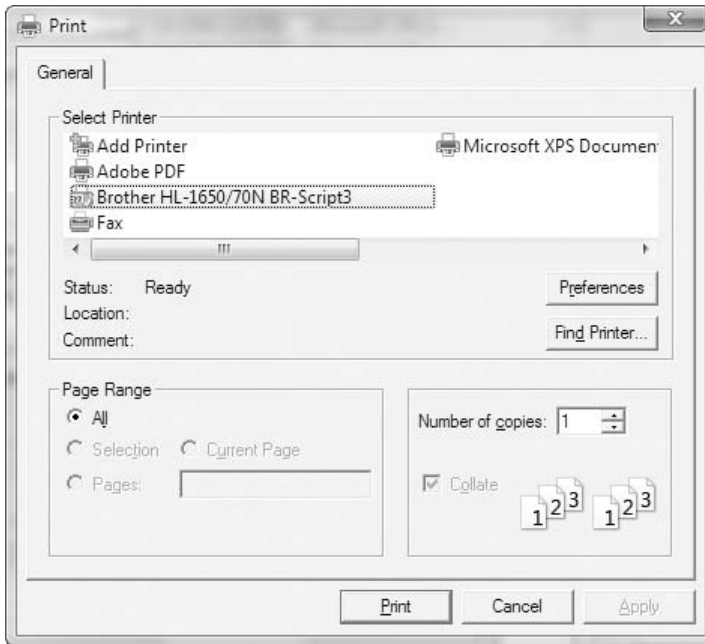 Print
General
Select Printer
Add Printer
Microsoft XPS Documen
Adobe PDF
Brother HL-1650/70N BR-Script3
Fax
Status: Ready
Preferences
Location:
Comment:
Find Printer...
Page Range
All
Selection Current Page
Pages:
Number of copies: 1
Collate
1 2 3 1 2 3
Print Cancel Apply